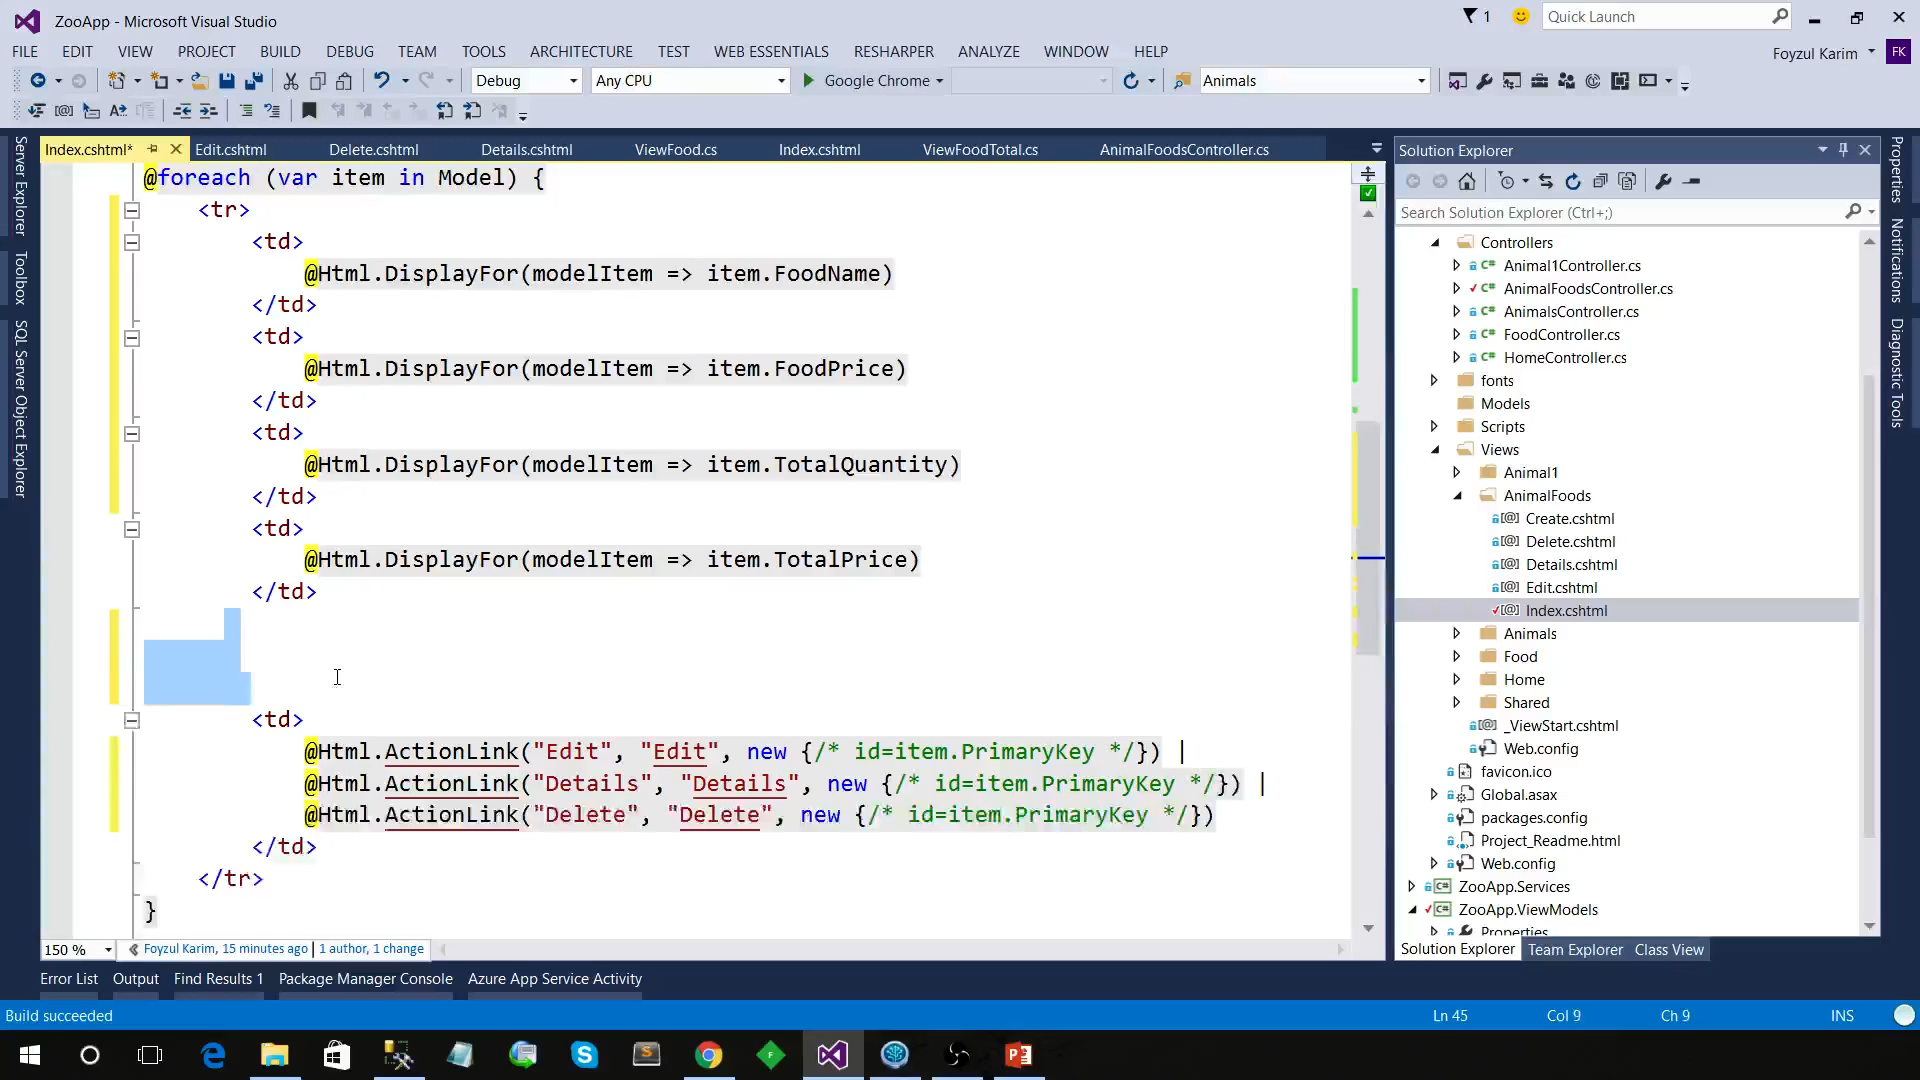 ZooApp - Microsoft Visual Studio
1
Quick Launch
FILE EDIT VIEW PROJECT BUILD DEBUG TEAM TOOLS ARCHITECTURE TEST WEB ESSENTIALS RESHARPER ANALYZE WINDOW HELP
Foyzul Karim
FK
Debug
Any CPU
Google Chrome
Animals
Index.cshtml*
Edit.cshtml
Delete.cshtml
Details.cshtml
ViewFood.cs
Index.cshtml
ViewFoodTotal.cs
AnimalFoodsController.cs
Server Explorer
Toolbox
SQL Server Object Explorer
@foreach (var item in Model) {
<tr>
<td>
@Html.DisplayFor(modelItem => item.FoodName)
</td>
<td>
@Html.DisplayFor(modelItem => item.FoodPrice)
</td>
<td>
@Html.DisplayFor(modelItem => item.TotalQuantity)
</td>
<td>
@Html.DisplayFor(modelItem => item.TotalPrice)
</td>
<td>
@Html.ActionLink("Edit", "Edit", new {/* id=item.PrimaryKey */}) |
@Html.ActionLink("Details", "Details", new {/* id=item.PrimaryKey */}) |
@Html.ActionLink("Delete", "Delete", new {/* id=item.PrimaryKey */})
</td>
</tr>
}
150 %
Foyzul Karim, 15 minutes ago | 1 author, 1 change
Solution Explorer
Search Solution Explorer (Ctrl+;)
Controllers
C# Animal1Controller.cs
C# AnimalFoodsController.cs
C# AnimalsController.cs
C# FoodController.cs
C# HomeController.cs
fonts
Models
Scripts
Views
Animal1
AnimalFoods
[@] Create.cshtml
[@] Delete.cshtml
[@] Details.cshtml
[@] Edit.cshtml
[@] Index.cshtml
Animals
Food
Home
Shared
[@] _ViewStart.cshtml
Web.config
favicon.ico
Global.asax
packages.config
Project_Readme.html
Web.config
C# ZooApp.Services
C# ZooApp.ViewModels
Properties
Solution Explorer
Team Explorer
Class View
Properties
Notifications
Diagnostic Tools
Error List
Output
Find Results 1
Package Manager Console
Azure App Service Activity
Build succeeded
Ln 45
Col 9
Ch 9
INS